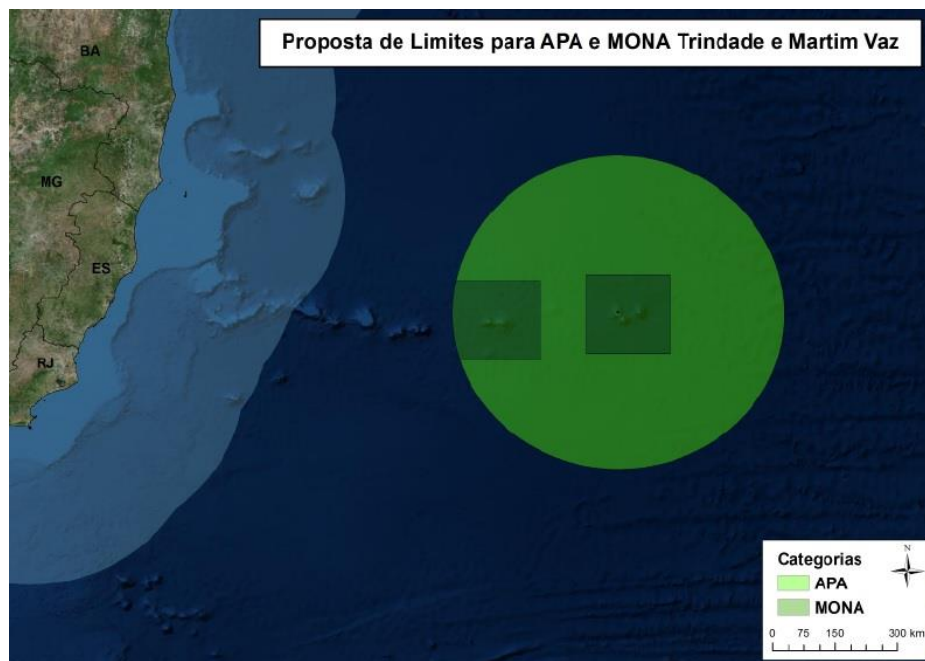 Proposta de Limites para APA e MONA Trindade e Martim Vaz
BA
MG
ES
RJ
Categorias
N
APA
MONA
0 75 150 300 km